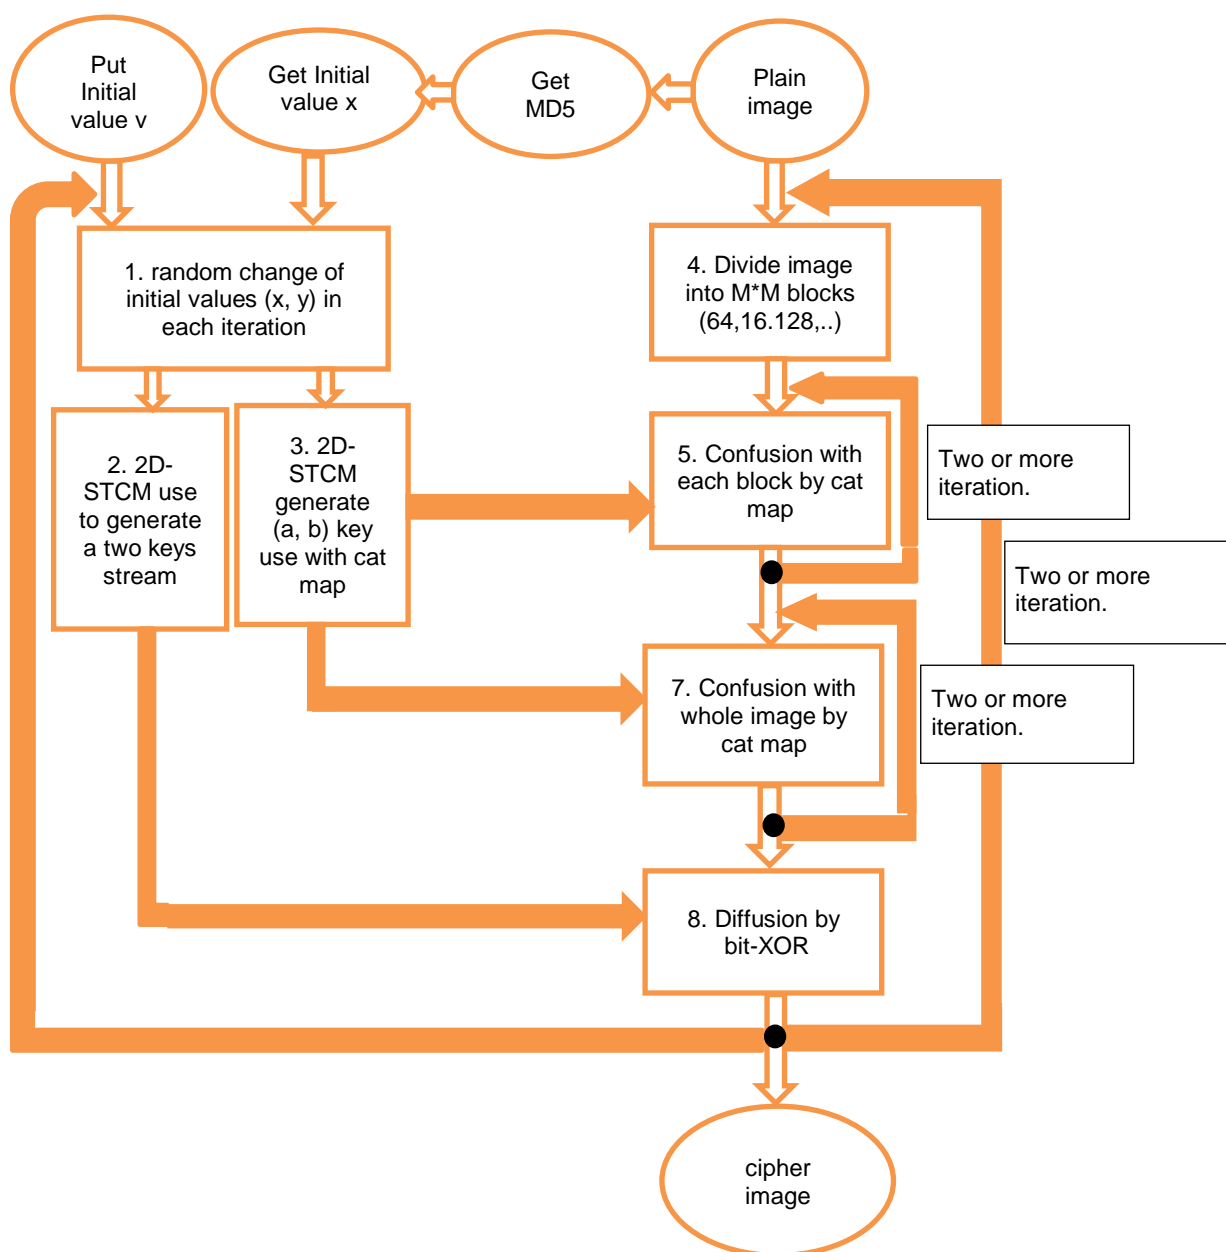 Put
Initial
value v
Get Initial
value x
Get
MD5
Plain
image
1. random change of
initial values (x, y) in
each iteration
4. Divide image
into M*M blocks
(64,16.128,..)
2. 2D-
STCM use
to generate
a two keys
stream
3. 2D-
STCM
generate
(a, b) key
use with cat
map
5. Confusion with
each block by cat
map
Two or more
iteration.
Two or more
iteration.
7. Confusion with
whole image by
cat map
Two or more
iteration.
8. Diffusion by
bit-XOR
cipher
image